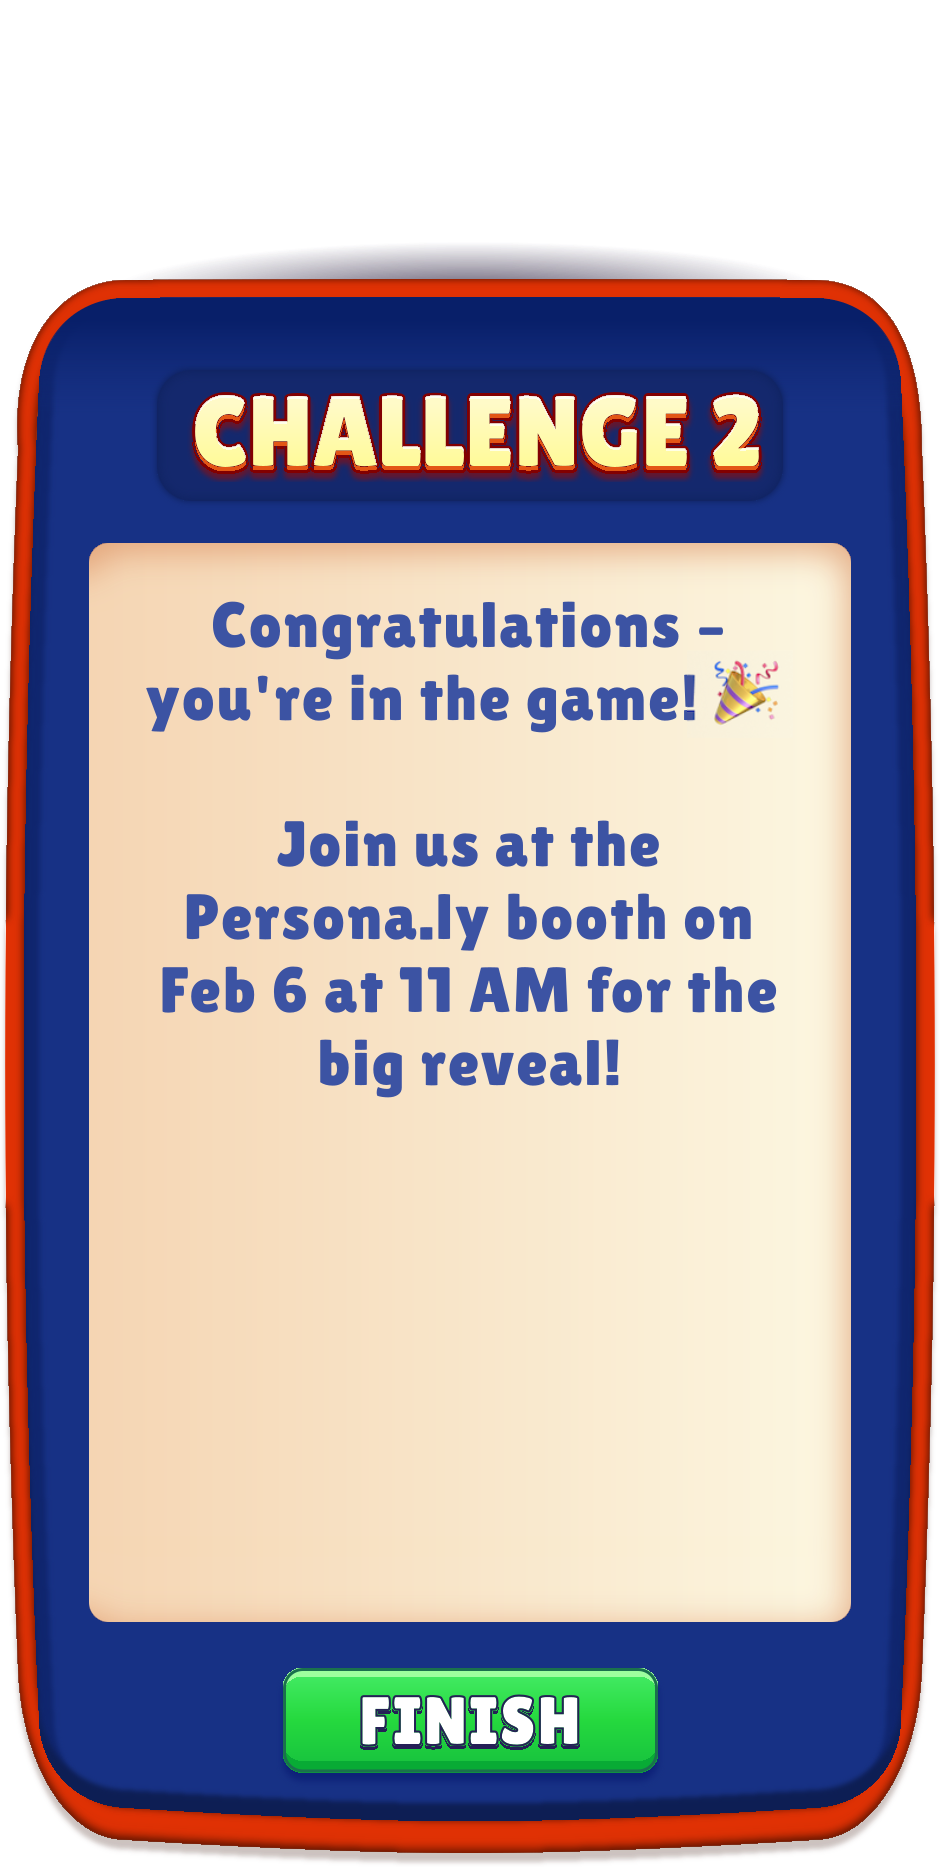 CHALLENGE 2
Congratulations –
you're in the game! 🎉
Join us at the
Persona.ly booth on
Feb 6 at 11 AM for the
big reveal!
FINISH